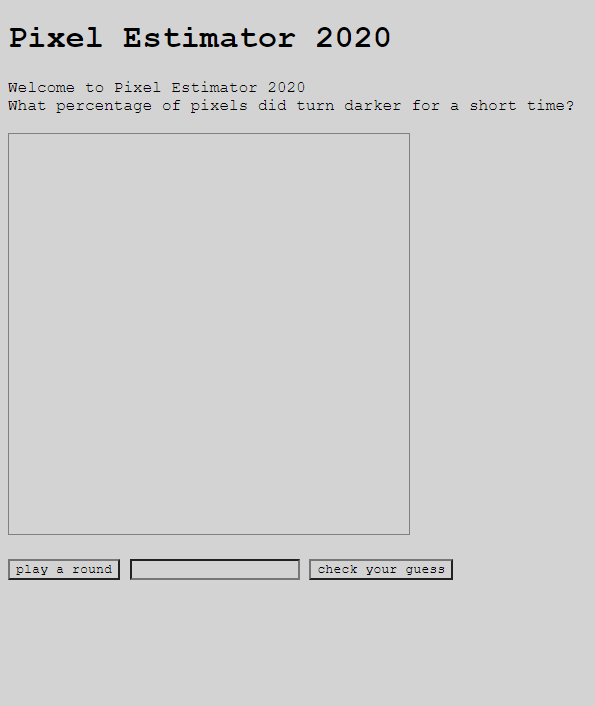 Pixel Estimator 2020
Welcome to Pixel Estimator 2020
What percentage of pixels did turn darker for a short time?
play a round check your guess